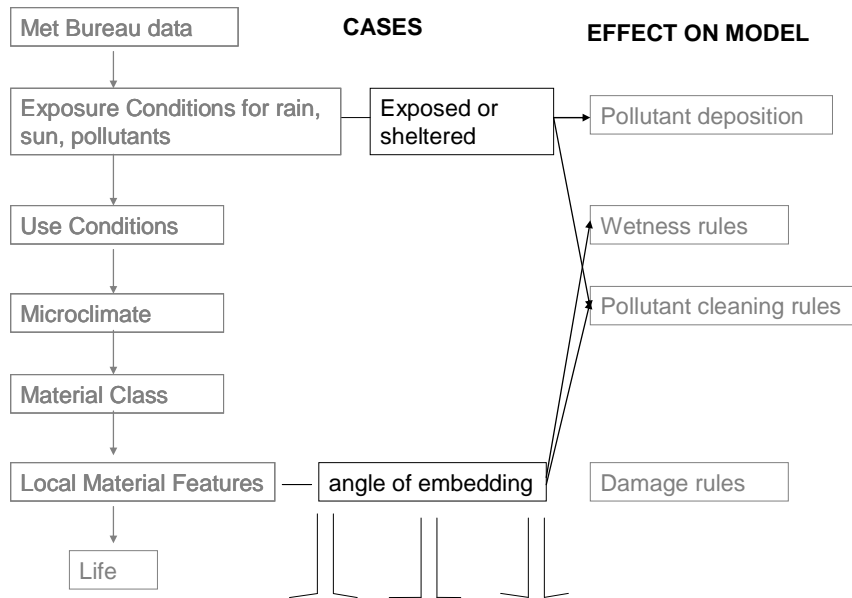 Met Bureau data
CASES
EFFECT ON MODEL
Exposure Conditions for rain,
sun, pollutants
Exposed or
sheltered
Pollutant deposition
Use Conditions
Wetness rules
Microclimate
Pollutant cleaning rules
Material Class
Local Material Features
angle of embedding
Damage rules
Life